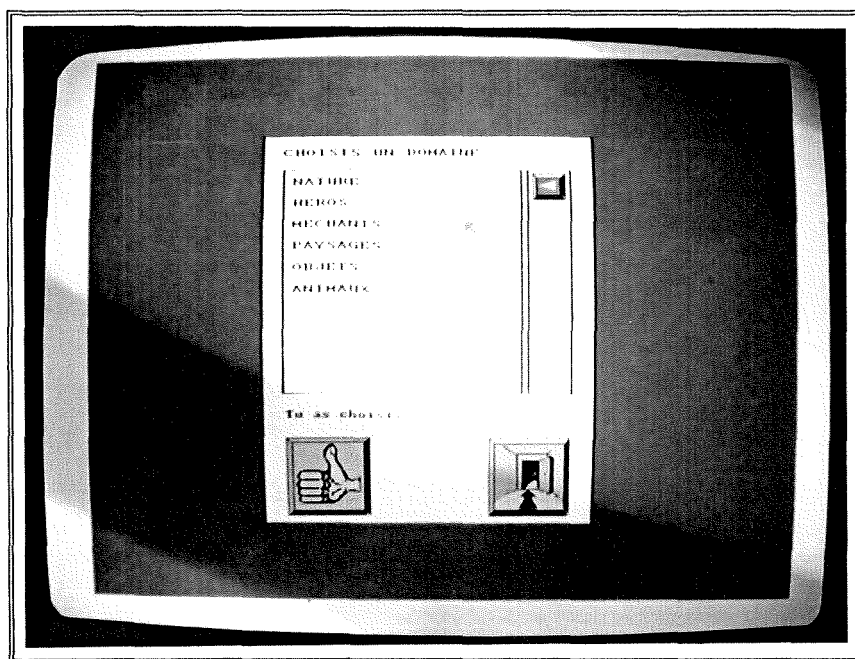 CHOISIS UN DOMAINE
NATURE
HEROS
MECHANTS
PAYSAGES
OBJETS
ANIMAUX
Tu as choisi